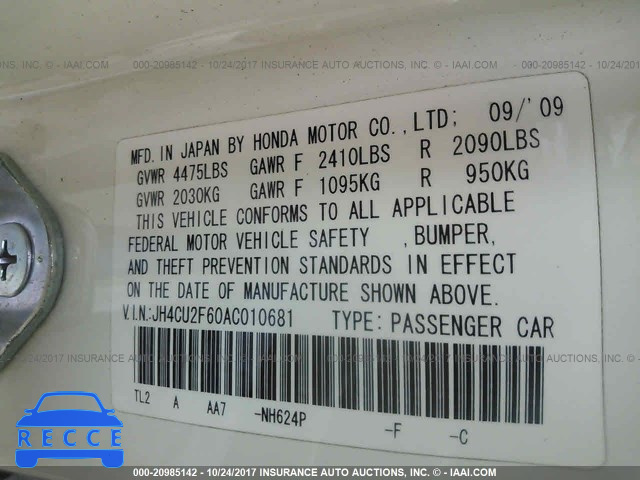 000-20985142 - 10/24/2017 INSURANCE AUTO AUCTIONS, INC. - © IAAI.COM
MFD. IN JAPAN BY HONDA MOTOR CO.,LTD; 09/'09
GVWR 4475LBS GAWR F 2410LBS R 2090LBS
GVWR 2030KG GAWR F 1095KG R 950KG
THIS VEHICLE CONFORMS TO ALL APPLICABLE
FEDERAL MOTOR VEHICLE SAFETY , BUMPER,
AND THEFT PREVENTION STANDARDS IN EFFECT
ON THE DATE OF MANUFACTURE SHOWN ABOVE.
V.I.N.:JH4CU2F60AC010681 TYPE: PASSENGER CAR
TL2 A AA7 -NH624P -F -C
RECCE
000-20985142 - 10/24/2017 INSURANCE AUTO AUCTIONS, INC. - © IAAI.COM